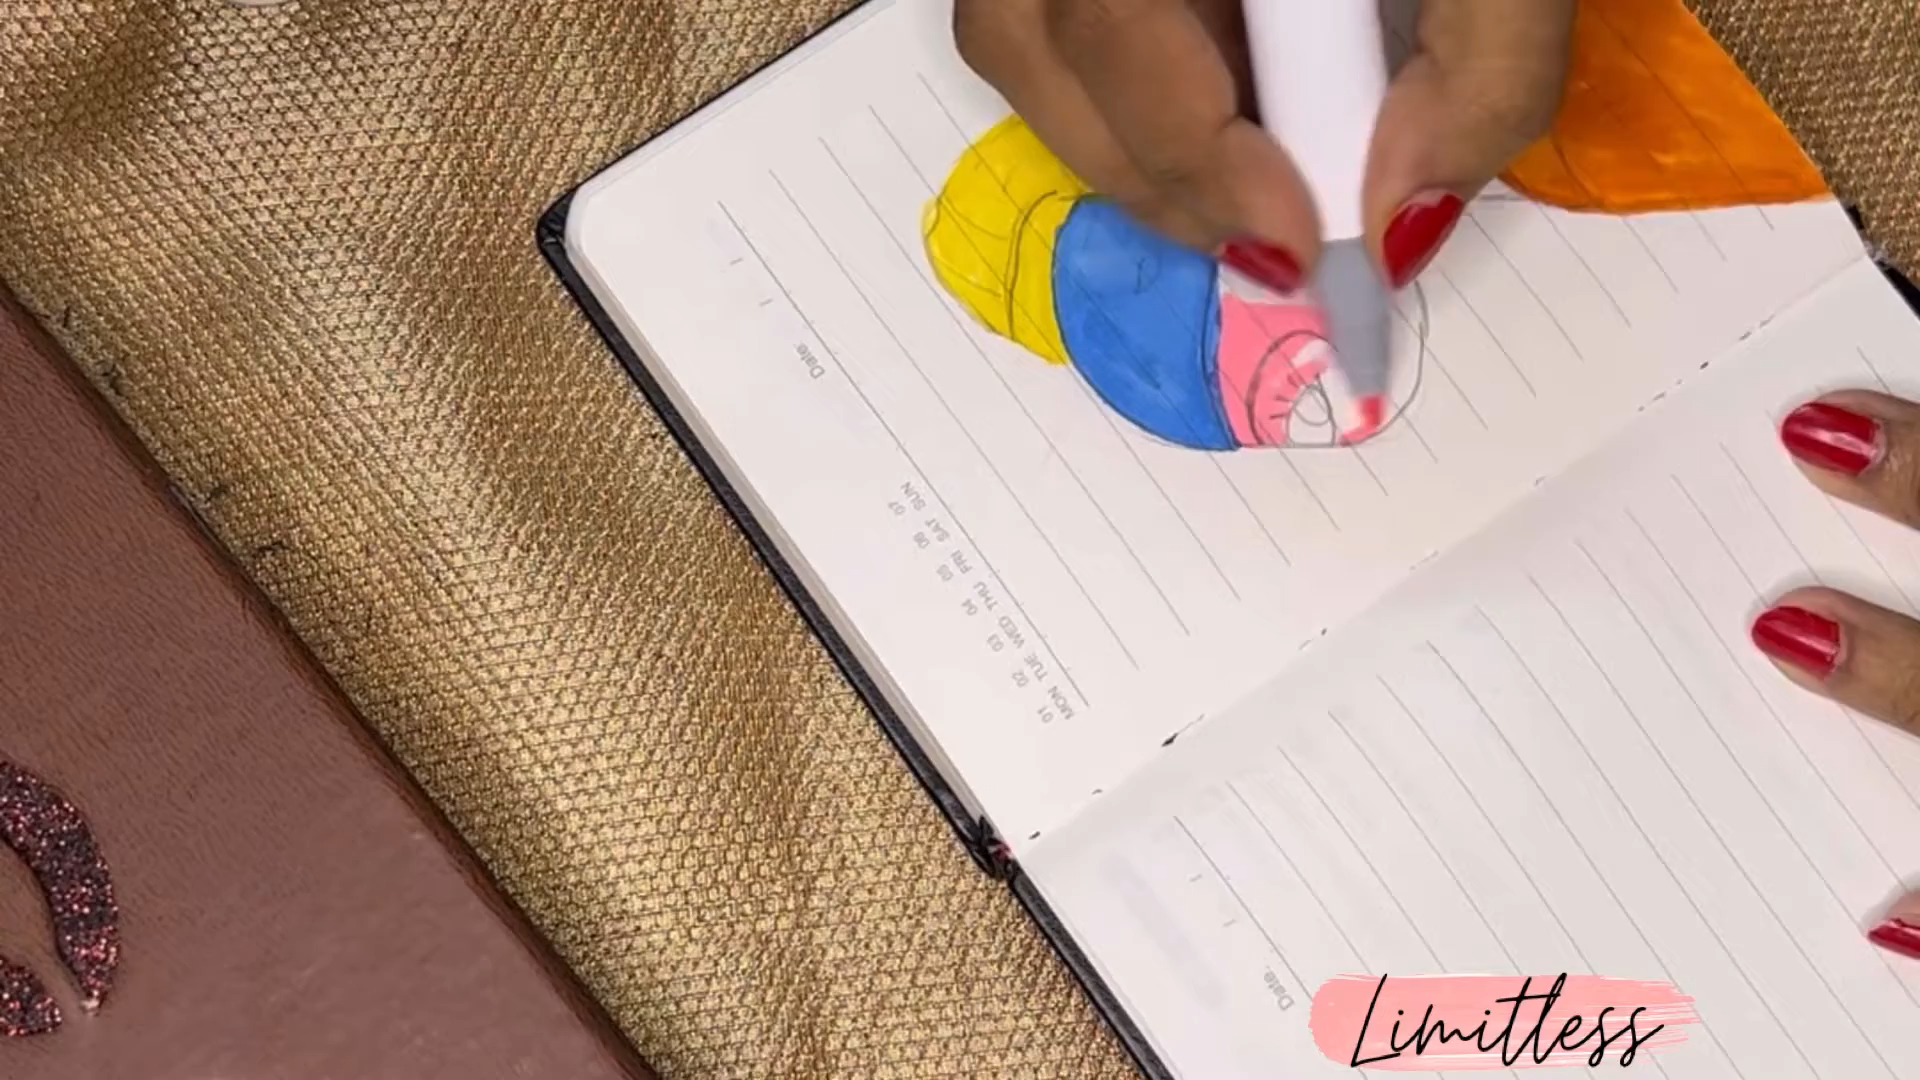 Date:
/ /
MON TUE WED THU FRI SAT SUN
01 02 03 04 05 06 07
Date:
/ /
Limitless